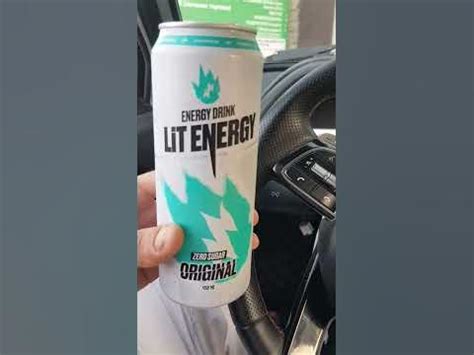 ENERGY DRINK
LiT ENERGY
ZERO SUGAR
ORIGINAL